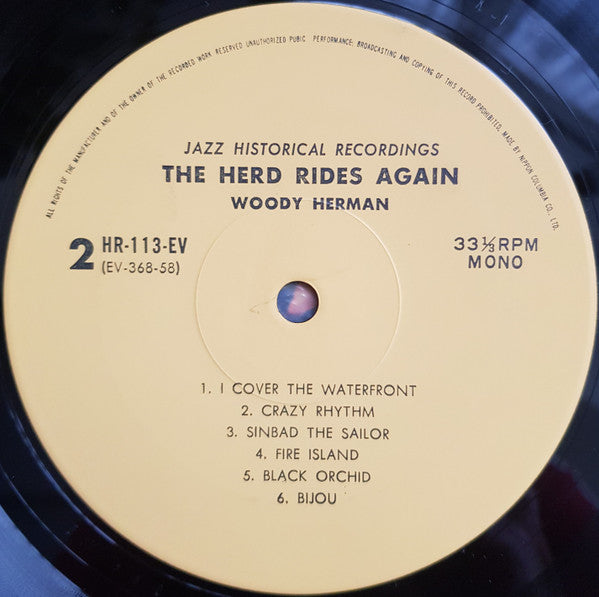 ALL RIGHTS OF THE MANUFACTURER AND OF THE OWNER OF THE RECORDED WORK RESERVED UNAUTHORIZED PUBIC PERFORMANCE; BROADCASTING AND COPYING OF THIS RECORD PROHIBITED, MADE BY NIPPON COLUMBIA CO., LTD.
JAZZ HISTORICAL RECORDINGS
THE HERD RIDES AGAIN
WOODY HERMAN
2 HR-113-EV
(EV-368-58)
33⅓RPM
MONO
1. I COVER THE WATERFRONT
2. CRAZY RHYTHM
3. SINBAD THE SAILOR
4. FIRE ISLAND
5. BLACK ORCHID
6. BIJOU